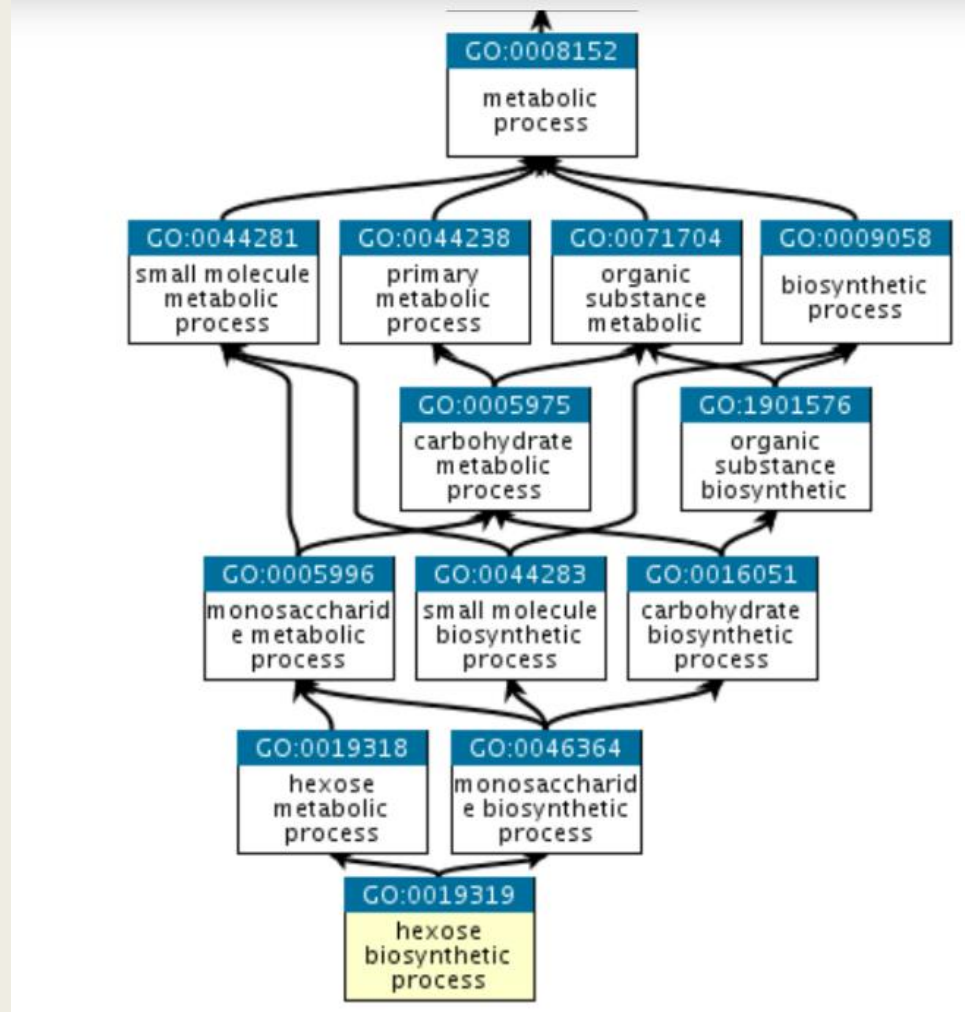 GO:0008152
metabolic
process
GO:0044281
small molecule
metabolic
process
GO:0044238
primary
metabolic
process
GO:0071704
organic
substance
metabolic
GO:0009058
biosynthetic
process
GO:0005975
carbohydrate
metabolic
process
GO:1901576
organic
substance
biosynthetic
GO:0005996
monosaccharid
e metabolic
process
GO:0044283
small molecule
biosynthetic
process
GO:0016051
carbohydrate
biosynthetic
process
GO:0019318
hexose
metabolic
process
GO:0046364
monosaccharid
e biosynthetic
process
GO:0019319
hexose
biosynthetic
process